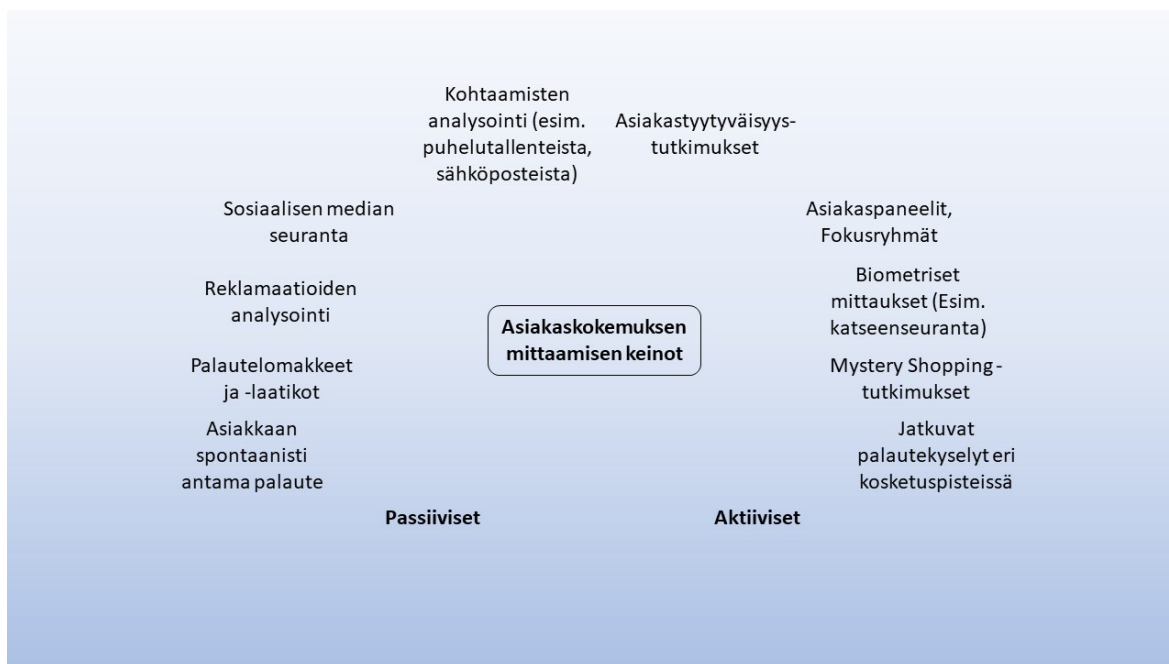 Kohtaamisten
analysointi (esim.
puhelutallenteista,
sähköposteista)
Asiakastyytyväisyys-
tutkimukset
Sosiaalisen median
seuranta
Asiakaspaneelit,
Fokusryhmät
Reklamaatioiden
analysointi
Biometriset
mittaukset (Esim.
katseenseuranta)
Asiakaskokemuksen
mittaamisen keinot
Palautelomakkeet
ja -laatikot
Mystery Shopping -
tutkimukset
Asiakkaan
spontaanisti
antama palaute
Jatkuvat
palautekyselyt eri
kosketuspisteissä
Passiiviset
Aktiiviset